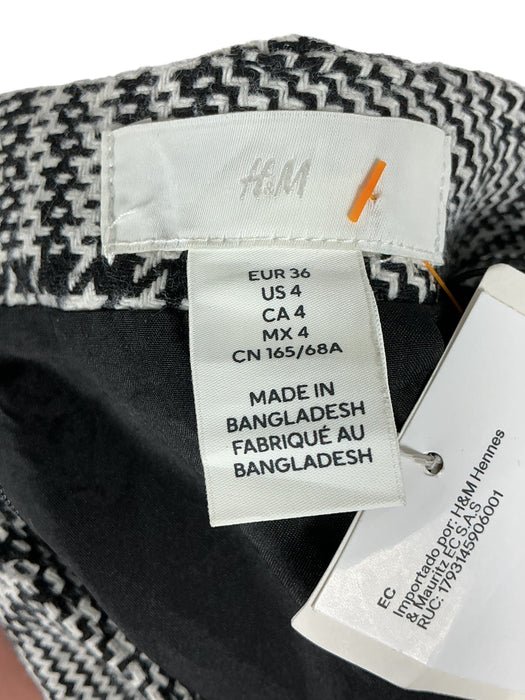 H&M
EUR 36
US 4
CA 4
MX 4
CN 165/68A
MADE IN
BANGLADESH
FABRIQUÉ AU
BANGLADESH
EC
Importado por: H&M Hennes
& Mauritz EC S.A.S
RUC: 1793145906001